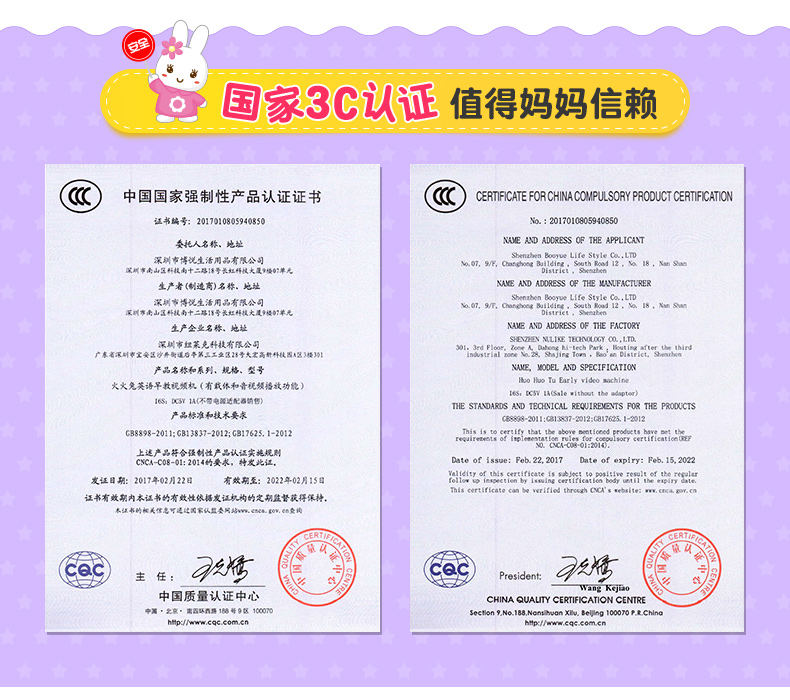 安全
国家3C认证 值得妈妈信赖
CCC
中国国家强制性产品认证证书
证书编号: 2017010805940850
委托人名称、地址
深圳市博悦生活用品有限公司
深圳市南山区科技南十二路18号长虹科技大厦9楼07单元
生产者(制造商)名称、地址
深圳市博悦生活用品有限公司
深圳市南山区科技南十二路18号长虹科技大厦9楼07单元
生产企业名称、地址
深圳市纽莱克科技有限公司
广东省深圳市宝安区沙井街道后亭第三工业区28号大宏高新科技园A区3楼301
产品名称和系列、规格、型号
火火兔英语早教视频机（有载体和音视频播放功能）
I6S: DC5V 1A(不带电源适配器销售)
产品标准和技术要求
GB8898-2011;GB13837-2012;GB17625.1-2012
上述产品符合强制性产品认证实施规则
CNCA-C08-01:2014的要求，特发此证。
发证日期: 2017年02月22日 有效期至: 2022年02月15日
证书有效期内本证书的有效性依据发证机构的定期监督获得保持。
本证书的相关信息可通过国家认监委网站www.cnca.gov.cn查询
CQC
主 任:
CHINA QUALITY CERTIFICATION CENTRE
中国质量认证中心
中国质量认证中心
中国·北京·南四环西路188号9区 100070
http://www.cqc.com.cn
CCC
CERTIFICATE FOR CHINA COMPULSORY PRODUCT CERTIFICATION
No.: 2017010805940850
NAME AND ADDRESS OF THE APPLICANT
Shenzhen Booyue Life Style Co.,LTD
No.07, 9/F, Changhong Building , South Road 12 , No. 18 , Nan Shan
District , Shenzhen
NAME AND ADDRESS OF THE MANUFACTURER
Shenzhen Booyue Life Style Co.,LTD
No.07, 9/F, Changhong Building , South Road 12 , No. 18 , Nan Shan
District , Shenzhen
NAME AND ADDRESS OF THE FACTORY
SHENZHEN NULIKE TECHNOLOGY CO.,LTD.
301, 3rd Floor, Zone A, Dahong hi-tech Park , Houting after the third
industrial zone No.28, Shajing Town , Bao'an District, Shenzhen
NAME, MODEL AND SPECIFICATION
Huo Huo Tu Early video machine
I6S: DC5V 1A(Sale without the adaptor)
THE STANDARDS AND TECHNICAL REQUIREMENTS FOR THE PRODUCTS
GB8898-2011;GB13837-2012;GB17625.1-2012
This is to certify that the above mentioned products have met the
requirements of implementation rules for compulsory certification(REF
NO. CNCA-C08-01:2014).
Date of issue: Feb.22,2017 Date of expiry: Feb.15,2022
Validity of this certificate is subject to positive result of the regular
follow up inspection by issuing certification body until the expiry date.
This certificate can be verified through CNCA's website: www.cnca.gov.cn
CQC
President:
Wang Kejiao
CHINA QUALITY CERTIFICATION CENTRE
中国质量认证中心
CHINA QUALITY CERTIFICATION CENTRE
Section 9,No.188,Nansihuan Xilu, Beijing 100070 P.R.China
http://www.cqc.com.cn